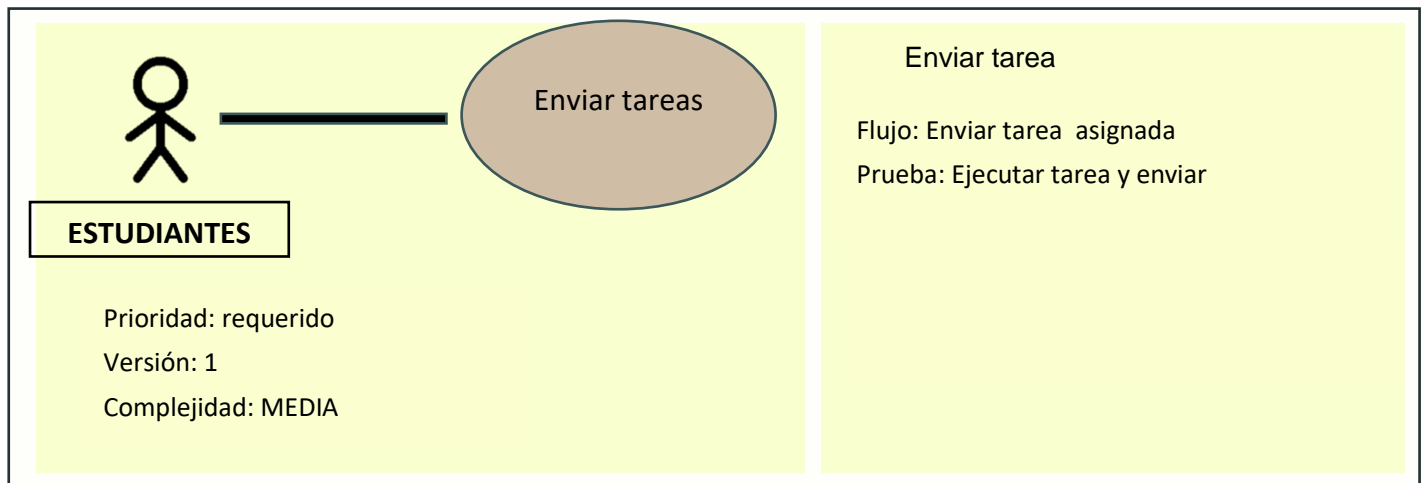 Enviar tareas
ESTUDIANTES
Prioridad: requerido
Versión: 1
Complejidad: MEDIA
Enviar tarea
Flujo: Enviar tarea  asignada
Prueba: Ejecutar tarea y enviar